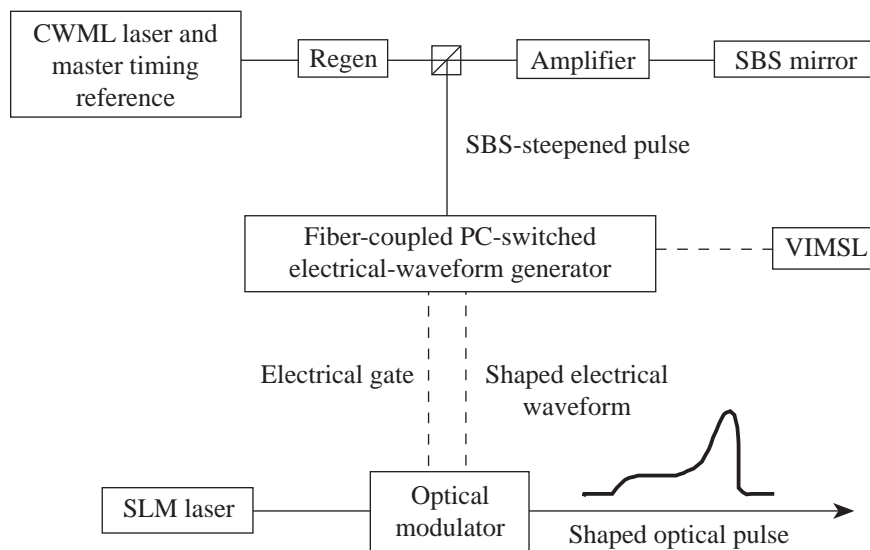 CWML laser and
master timing
reference
Regen
Amplifier
SBS mirror
SBS-steepened pulse
Fiber-coupled PC-switched
electrical-waveform generator
VIMSL
Electrical gate
Shaped electrical
waveform
SLM laser
Optical
modulator
Shaped optical pulse